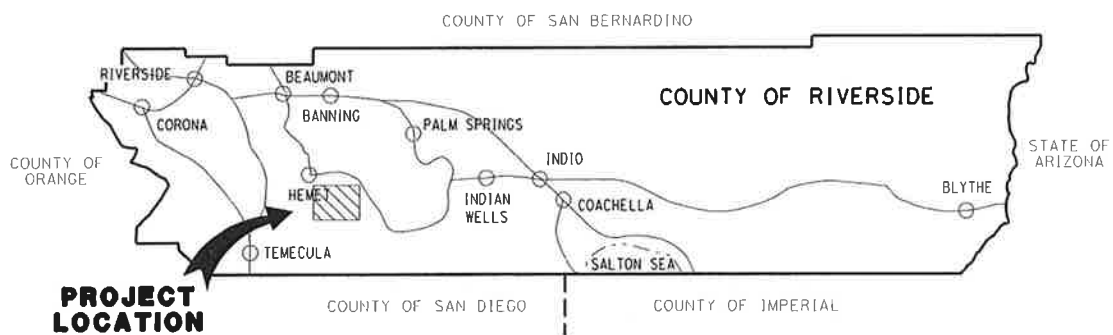 COUNTY OF SAN BERNARDINO
RIVERSIDE
BEAUMONT
COUNTY OF RIVERSIDE
CORONA
BANNING
PALM SPRINGS
COUNTY OF
ORANGE
STATE OF
ARIZONA
INDIO
HEMET
INDIAN
WELLS
COACHELLA
BLYTHE
TEMECULA
SALTON SEA
PROJECT
LOCATION
COUNTY OF SAN DIEGO
COUNTY OF IMPERIAL